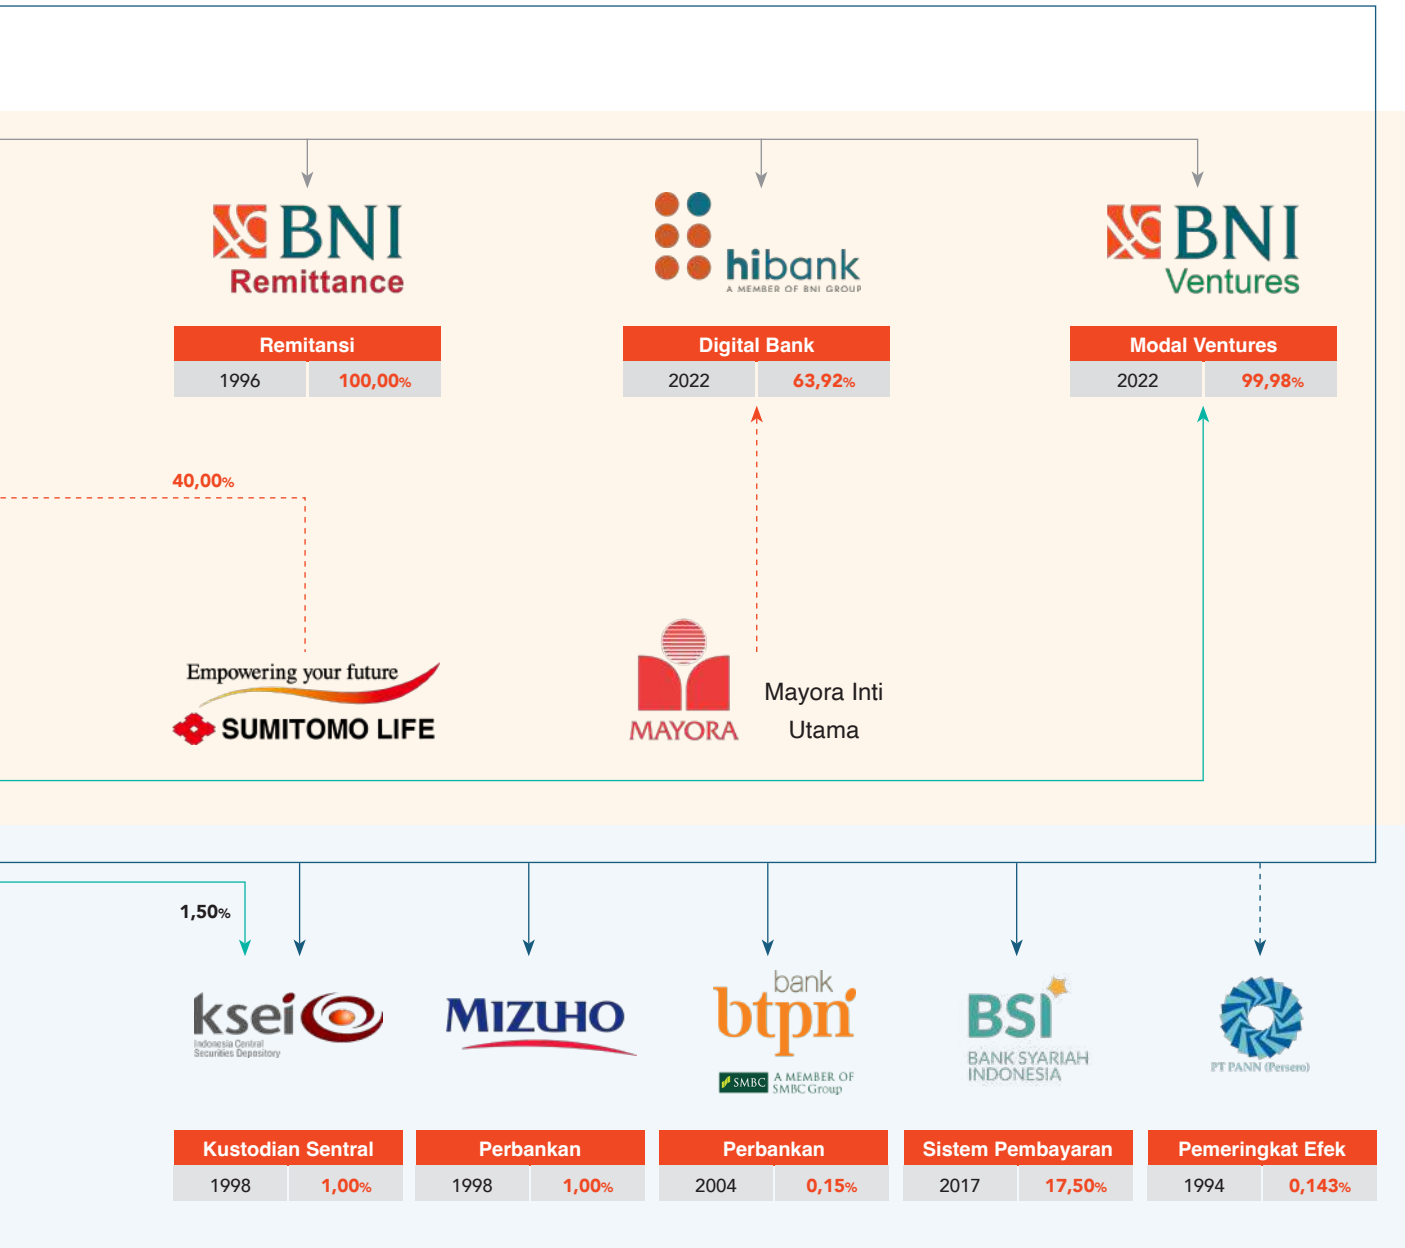 BNI
Remittance
hibank
A MEMBER OF BNI GROUP
BNI
Ventures
Remitansi
1996 100,00%
Digital Bank
2022 63,92%
Modal Ventures
2022 99,98%
40,00%
Empowering your future
SUMITOMO LIFE
MAYORA
Mayora Inti
Utama
1,50%
ksei
Indonesia Central
Securities Depository
MIZUHO
bank
btpn
SMBC
A MEMBER OF
SMBC Group
BSI
BANK SYARIAH
INDONESIA
PT PANN (Persero)
Kustodian Sentral
1998 1,00%
Perbankan
1998 1,00%
Perbankan
2004 0,15%
Sistem Pembayaran
2017 17,50%
Pemeringkat Efek
1994 0,143%